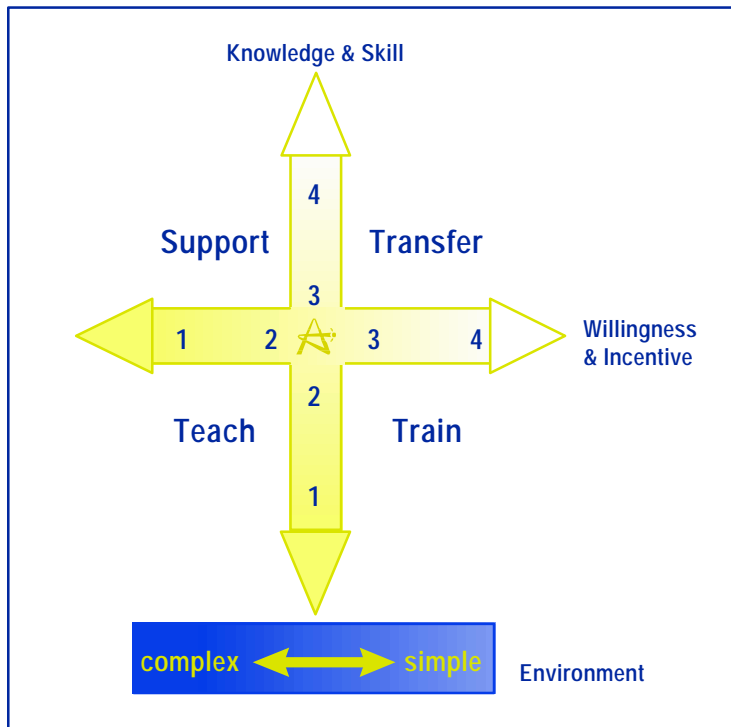 Knowledge & Skill
4
Support Transfer
3
1 2 3 4
Willingness
& Incentive
2
Teach Train
1
complex simple
Environment